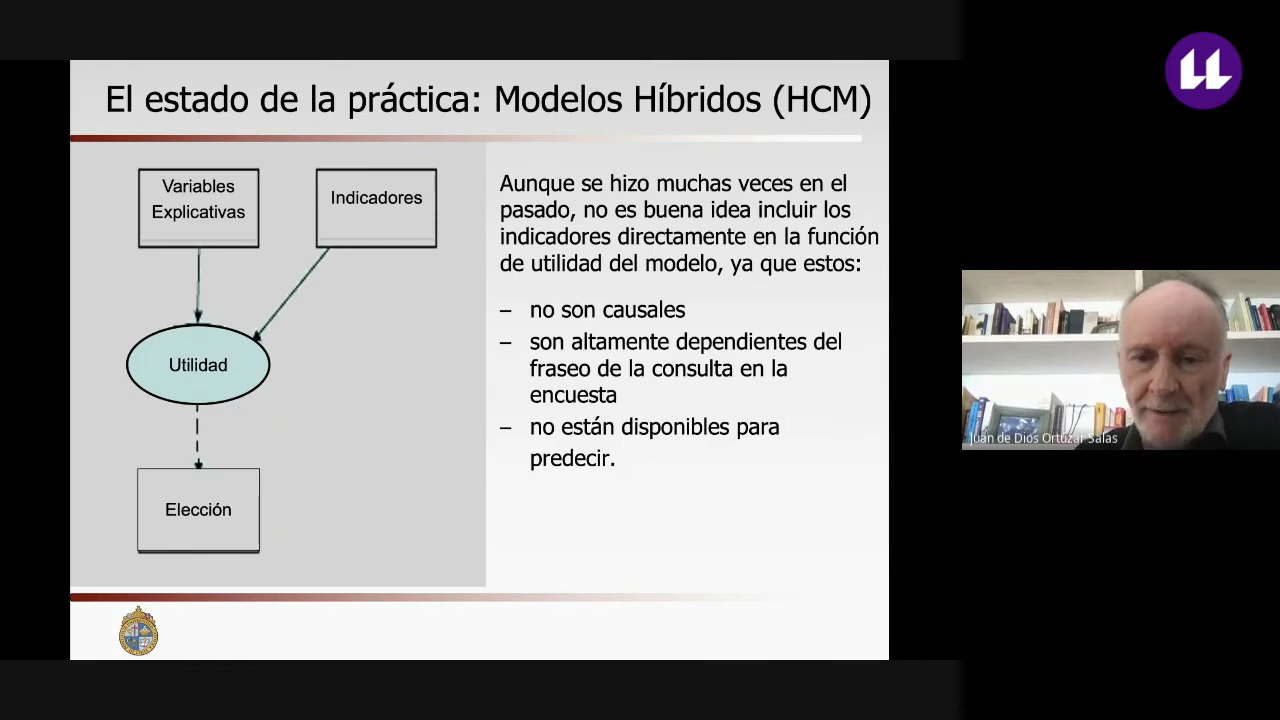 El estado de la práctica: Modelos Híbridos (HCM)
Variables
Explicativas
Indicadores
Utilidad
Elección
Aunque se hizo muchas veces en el
pasado, no es buena idea incluir los
indicadores directamente en la función
de utilidad del modelo, ya que estos:
– no son causales
– son altamente dependientes del
fraseo de la consulta en la
encuesta
– no están disponibles para
predecir.
Juan de Dios Ortúzar Salas